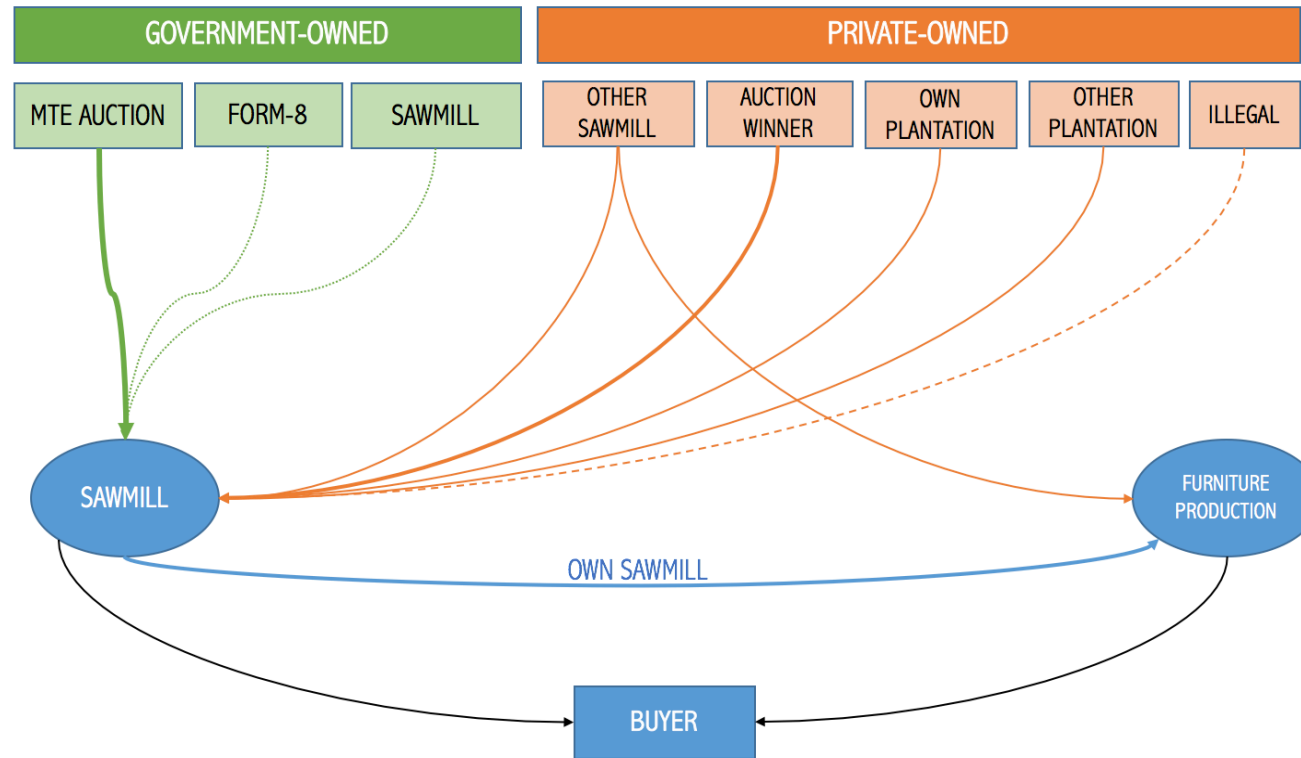 GOVERNMENT-OWNED
PRIVATE-OWNED
MTE AUCTION
FORM-8
SAWMILL
OTHER
SAWMILL
AUCTION
WINNER
OWN
PLANTATION
OTHER
PLANTATION
ILLEGAL
SAWMILL
FURNITURE
PRODUCTION
OWN SAWMILL
BUYER